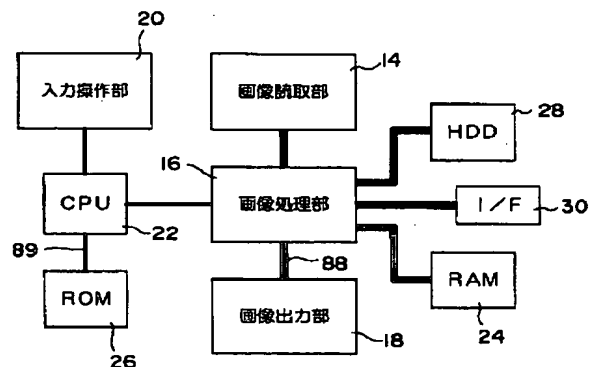 20
入力操作部
14
画像読取部
28
HDD
16
CPU
22
画像処理部
I/F
30
89
ROM
26
88
画像出力部
18
RAM
24